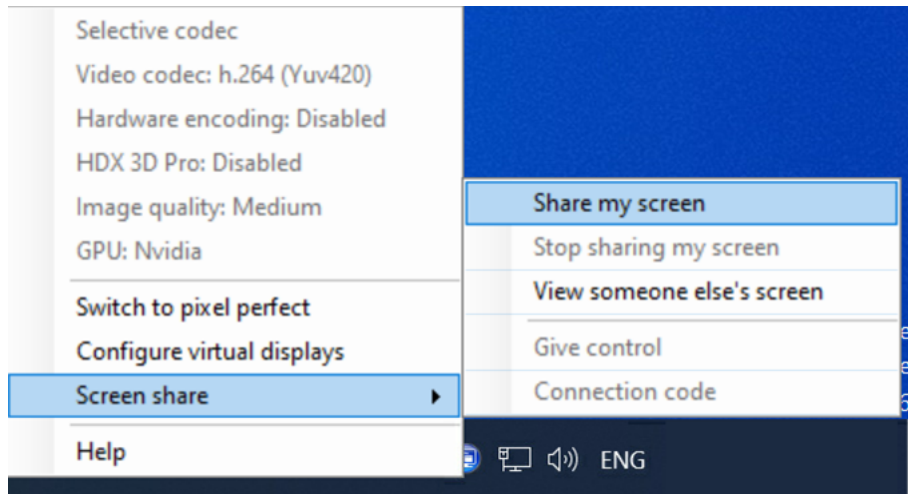 Selective codec
Video codec: h.264 (Yuv420)
Hardware encoding: Disabled
HDX 3D Pro: Disabled
Image quality: Medium
GPU: Nvidia
Switch to pixel perfect
Configure virtual displays
Screen share
Help
Share my screen
Stop sharing my screen
View someone else's screen
Give control
Connection code
ENG